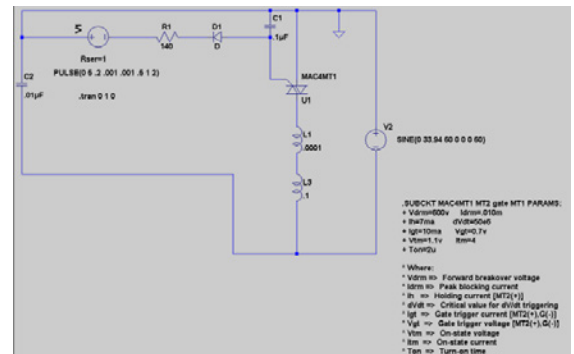 C1
.1µF
S
R1
D1
140
D
Rser=1
PULSE(0 5 .2 .001 .001 .5 1 2)
C2
.01µF
.tran 0 1 0
MAC4MT1
U1
L1
.0001
L3
.1
V2
SINE(0 33.94 60 0 0 0 60)
.SUBCKT MAC4MT1 MT2 gate MT1 PARAMS:
+ Vdrm=600v Idrm=.010m
+ Ih=7ma dVdt=50e6
+ Igt=10ma Vgt=0.7v
+ Vtm=1.1v Itm=4
+ Ton=2u
* Where:
* Vdrm => Forward breakover voltage
* Idrm => Peak blocking current
* Ih => Holding current [MT2(+)]
* dVdt => Critical value for dV/dt triggering
* Igt => Gate trigger current [MT2(+),G(-)]
* Vgt => Gate trigger voltage [MT2(+),G(-)]
* Vtm => On-state voltage
* Itm => On-state current
* Ton => Turn-on time